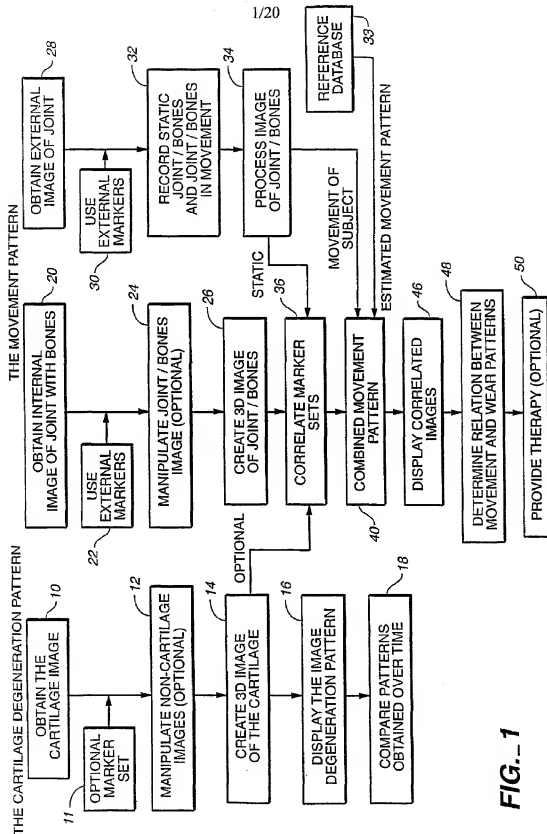 1/20
THE CARTILAGE DEGENERATION PATTERN
10
OBTAIN THE
CARTILAGE IMAGE
11
OPTIONAL
MARKER
SET
12
MANIPULATE NON-CARTILAGE
IMAGES (OPTIONAL)
14
CREATE 3D IMAGE
OF THE CARTILAGE
OPTIONAL
16
DISPLAY THE IMAGE
DEGENERATION PATTERN
18
COMPARE PATTERNS
OBTAINED OVER TIME
THE MOVEMENT PATTERN
20
OBTAIN INTERNAL
IMAGE OF JOINT WITH BONES
22
USE
EXTERNAL
MARKERS
24
MANIPULATE JOINT / BONES
IMAGE (OPTIONAL)
26
CREATE 3D IMAGE
OF JOINT / BONES
36
CORRELATE MARKER
SETS
40
COMBINED MOVEMENT
PATTERN
46
DISPLAY CORRELATED
IMAGES
48
DETERMINE RELATION BETWEEN
MOVEMENT AND WEAR PATTERNS
50
PROVIDE THERAPY (OPTIONAL)
28
OBTAIN EXTERNAL
IMAGE OF JOINT
30
USE
EXTERNAL
MARKERS
32
RECORD STATIC
JOINT / BONES
AND JOINT / BONES
IN MOVEMENT
34
PROCESS IMAGE
OF JOINT / BONES
STATIC
MOVEMENT OF
SUBJECT
REFERENCE
DATABASE
33
ESTIMATED MOVEMENT PATTERN
FIG._1